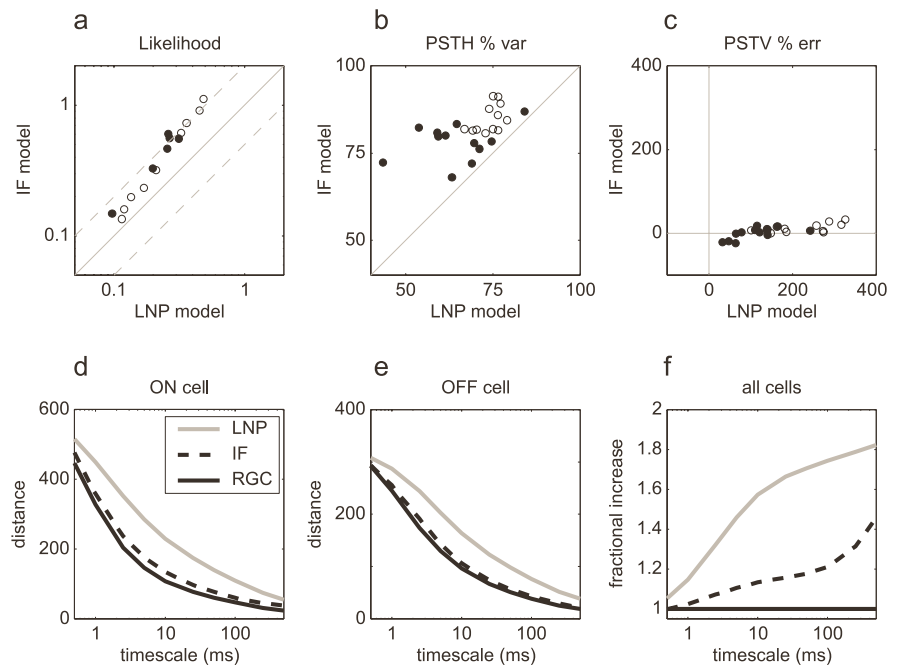 a
Likelihood
IF model
1
0.1
0.1
1
LNP model
b
PSTH % var
IF model
100
75
50
50
75
100
LNP model
c
PSTV % err
IF model
400
200
0
0
200
400
LNP model
d
ON cell
distance
600
400
200
0
LNP
IF
RGC
1
10
100
timescale (ms)
e
OFF cell
distance
400
200
0
1
10
100
timescale (ms)
f
all cells
fractional increase
2
1.8
1.6
1.4
1.2
1
1
10
100
timescale (ms)